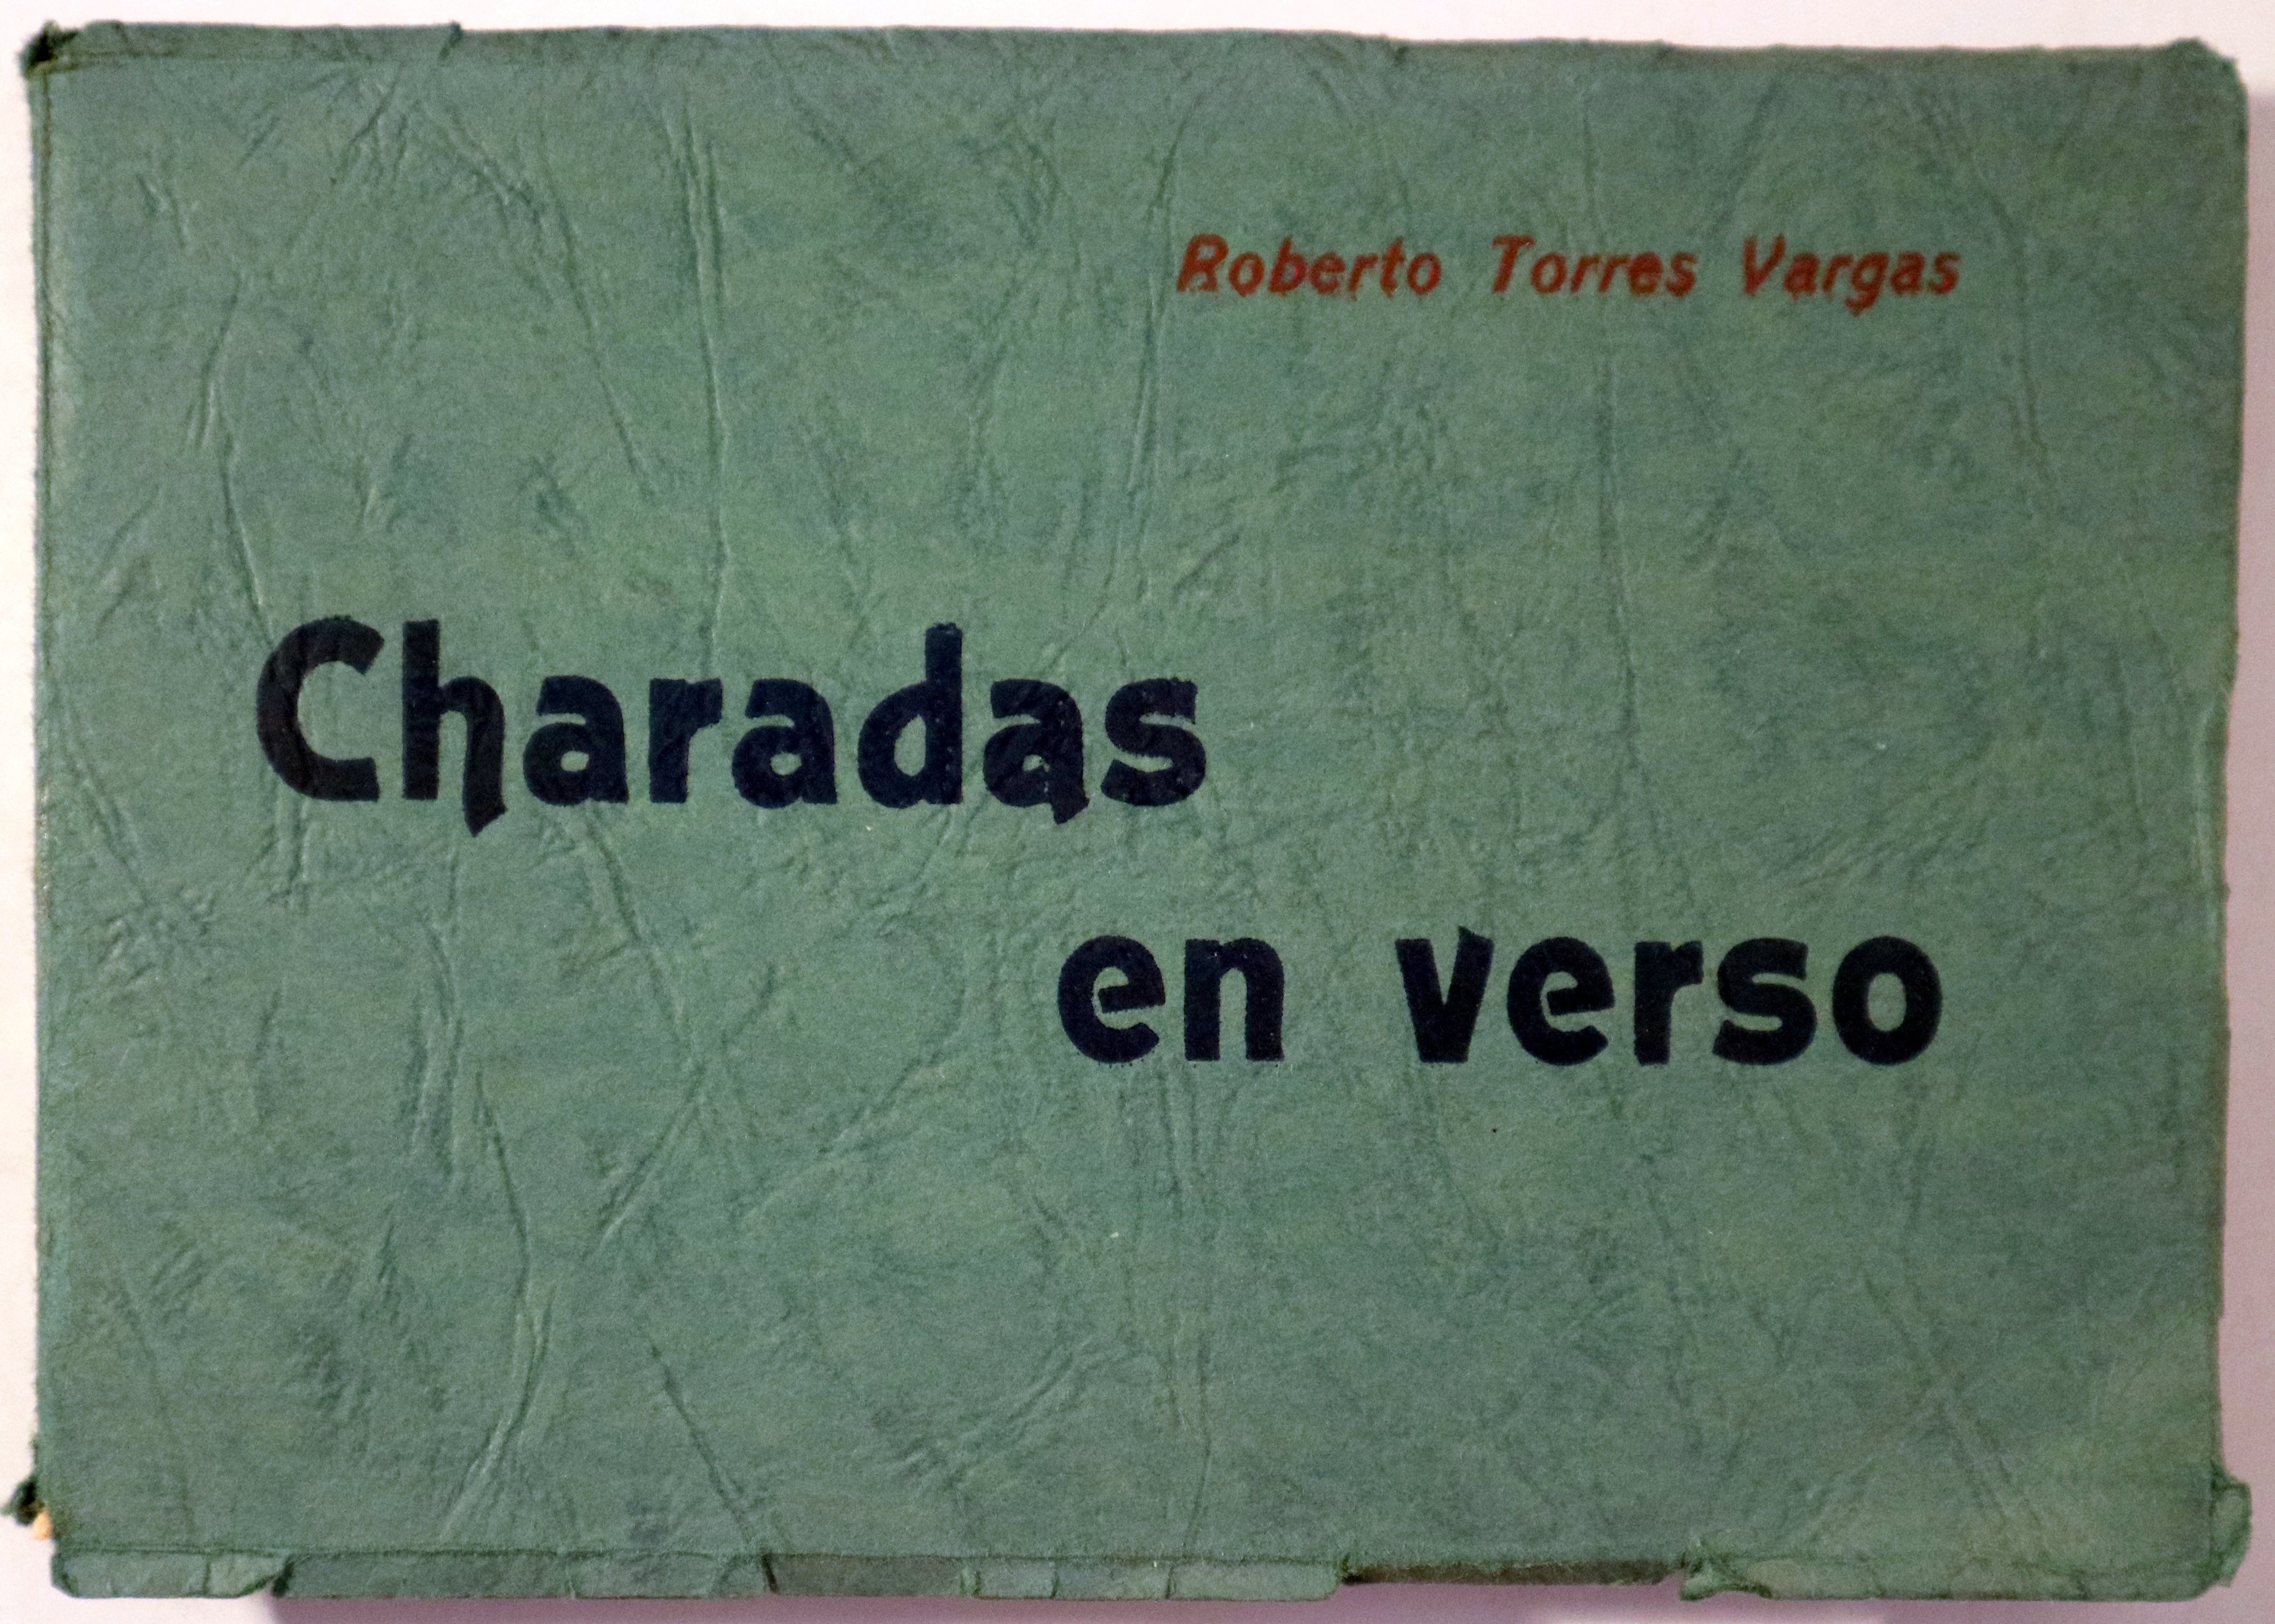 Roberto Torres Vargas
Charadas
en verso